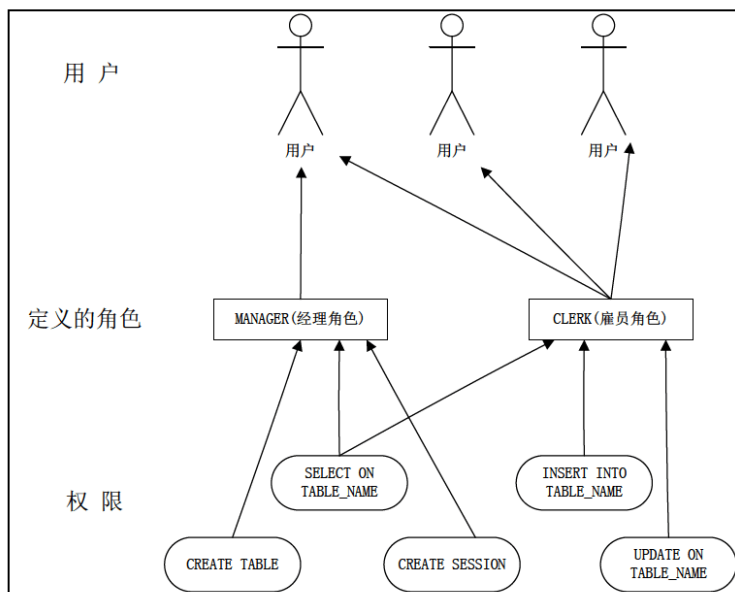 用 户
用户
用户
用户
定义的角色
MANAGER(经理角色)
CLERK(雇员角色)
SELECT ON
TABLE_NAME
INSERT INTO
TABLE_NAME
权 限
CREATE TABLE
CREATE SESSION
UPDATE ON
TABLE_NAME